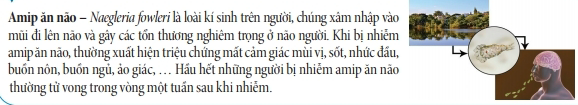 Amip ăn não – Naegleria fowleri là loài kí sinh trên người, chúng xâm nhập vào
mũi đi lên não và gây các tổn thương nghiêm trọng ở não người. Khi bị nhiễm
amip ăn não, thường xuất hiện triệu chứng mất cảm giác mùi vị, sốt, nhức đầu,
buồn nôn, buồn ngủ, ảo giác, … Hầu hết những người bị nhiễm amip ăn não
thường tử vong trong vòng một tuần sau khi nhiễm.